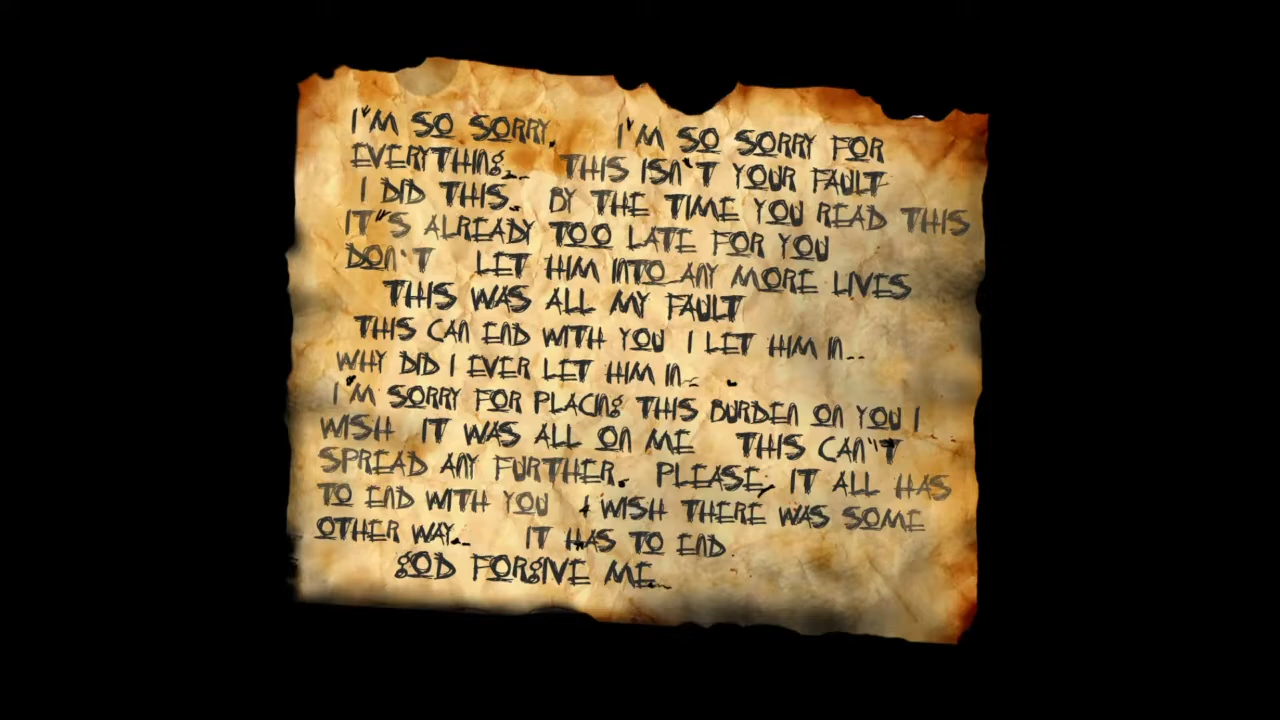 I'M SO SORRY. I'M SO SORRY FOR
EVERYTHING... THIS ISN'T YOUR FAULT
I DID THIS.. BY THE TIME YOU READ THIS
IT"S ALREADY TOO LATE FOR YOU
DON'T LET HIM INTO ANY MORE LIVES
THIS WAS ALL MY FAULT
THIS CAN END WITH YOU I LET HIM IN...
WHY DID I EVER LET HIM IN...
I'M SORRY FOR PLACING THIS BURDEN ON YOU I
WISH IT WAS ALL ON ME THIS CAN"T
SPREAD ANY FURTHER. PLEASE, IT ALL HAS
TO END WITH YOU I WISH THERE WAS SOME
OTHER WAY... IT HAS TO END.
GOD FORGIVE ME...